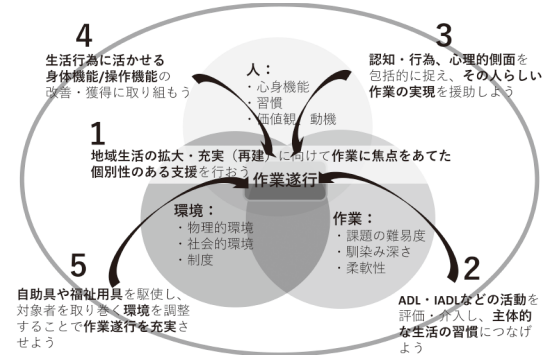 4
生活行為に活かせる
身体機能/操作機能の
改善・獲得に取り組もう
3
認知・行為、心理的側面を
包括的に捉え、その人らしい
作業の実現を援助しよう
人：
・心身機能
・習慣
・価値観、動機
1
地域生活の拡大・充実（再建）に向けて作業に焦点をあてた
個別性のある支援を行おう
作業遂行
環境：
・物理的環境
・社会的環境
・制度
作業：
・課題の難易度
・馴染み深さ
・柔軟性
5
自助具や福祉用具を駆使し、
対象者を取り巻く環境を調整
することで作業遂行を充実さ
せよう
2
ADL・IADLなどの活動を
評価・介入し、主体的
な生活の習慣につなげ
よう